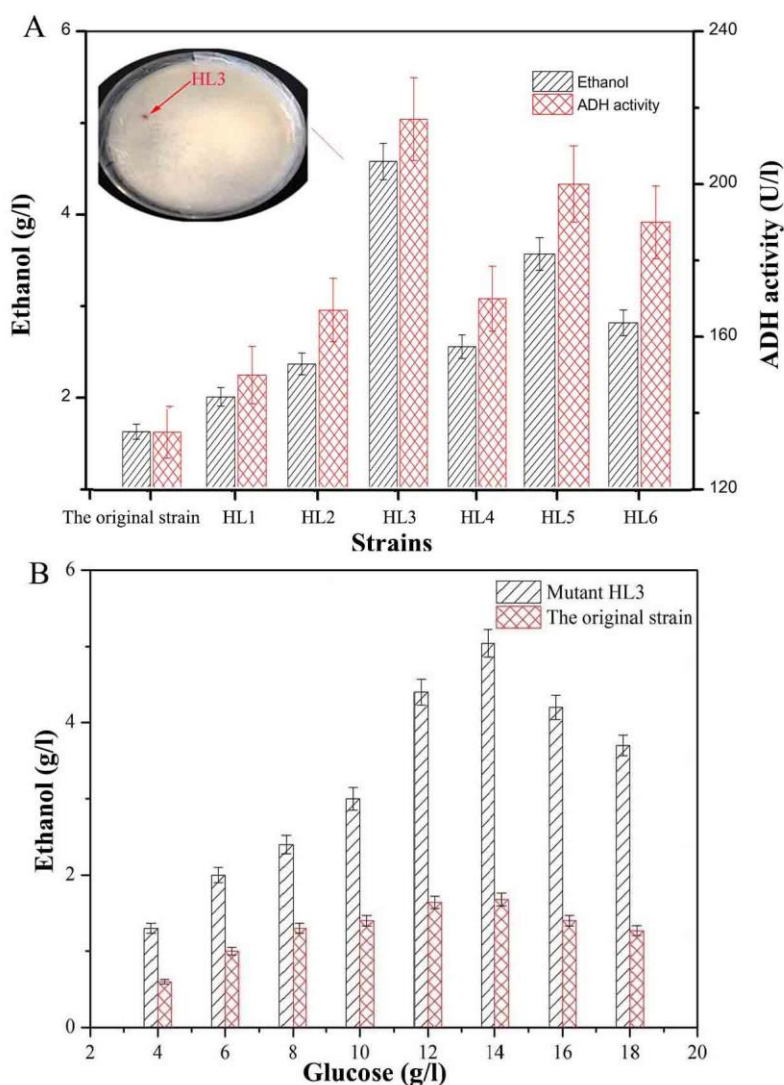 A
HL3
Ethanol
ADH activity
6
4
2
Ethanol (g/l)
240
200
160
120
ADH activity (U/l)
The original strain HL1 HL2 HL3 HL4 HL5 HL6
Strains
B
Mutant HL3
The original strain
6
4
2
0
Ethanol (g/l)
2 4 6 8 10 12 14 16 18 20
Glucose (g/l)